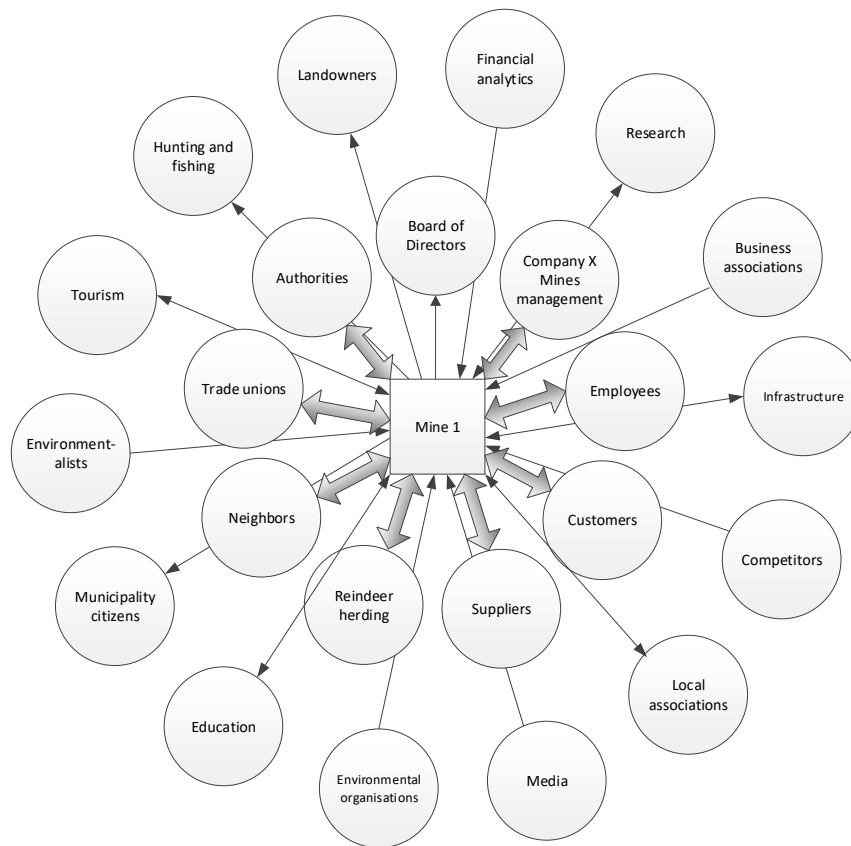 Financial
analytics
Landowners
Research
Hunting and
fishing
Board of
Directors
Business
associations
Authorities
Company X
Mines
management
Tourism
Trade unions
Employees
Infrastructure
Mine 1
Environment-
alists
Neighbors
Customers
Competitors
Municipality
citizens
Reindeer
herding
Suppliers
Local
associations
Education
Environmental
organisations
Media